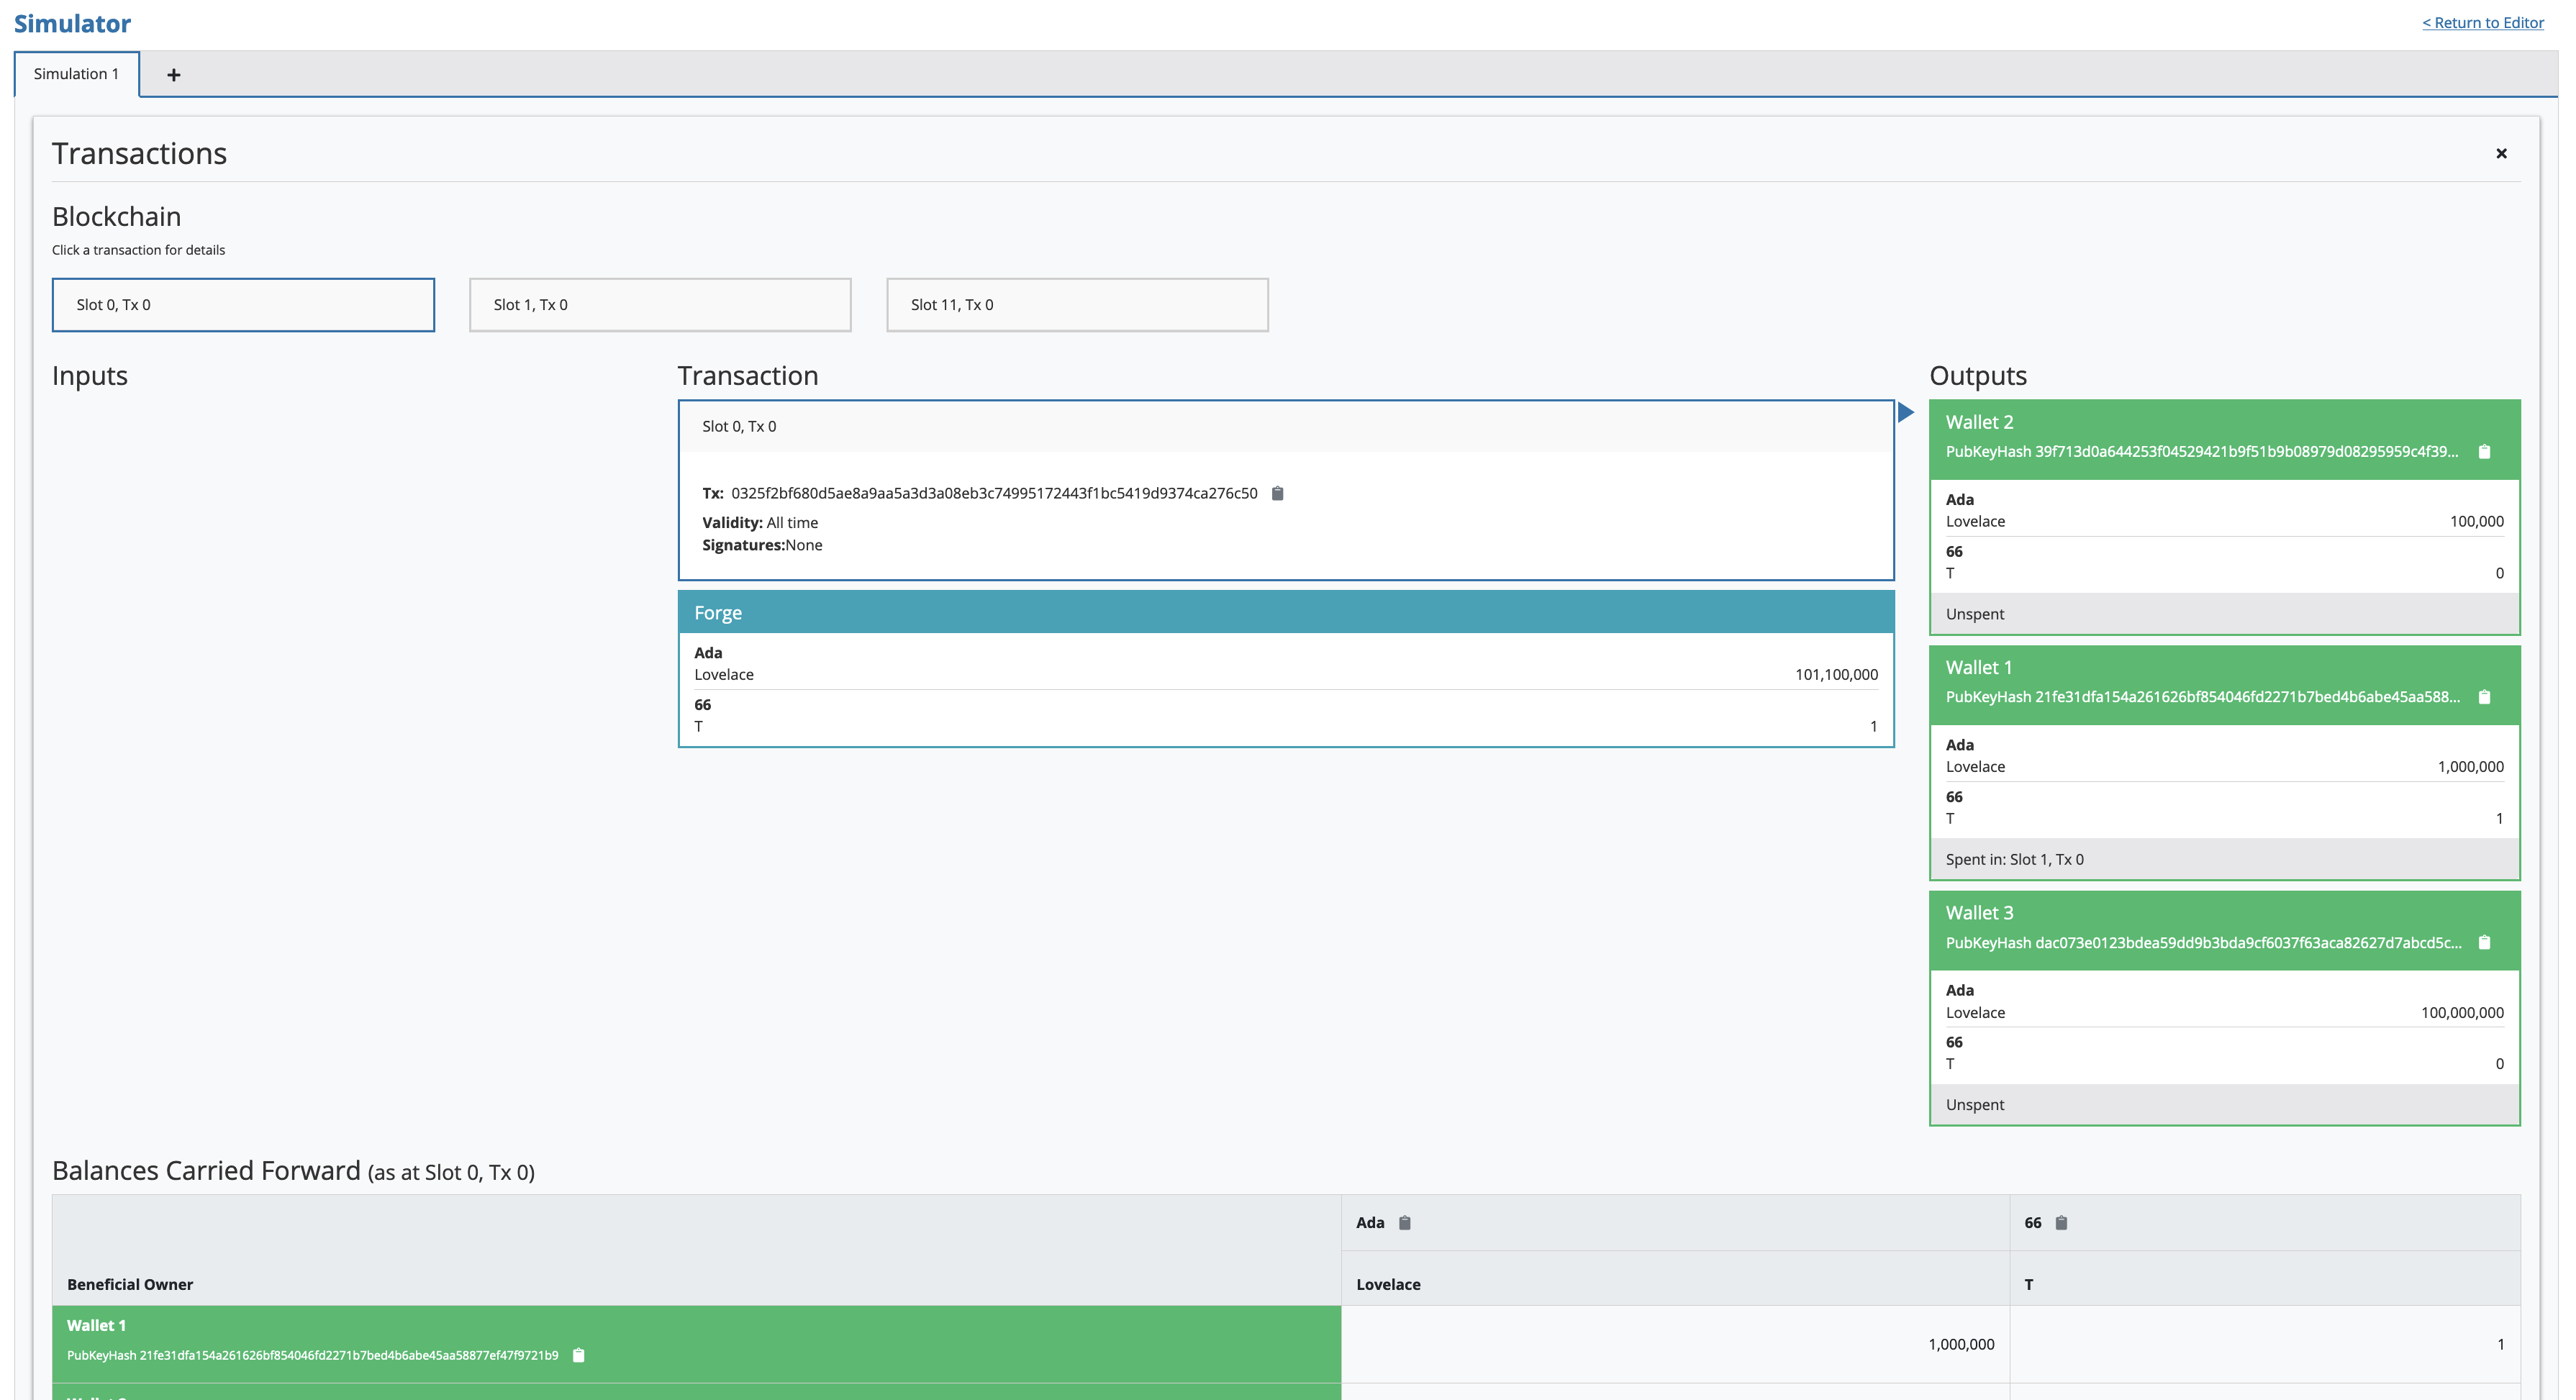 Simulator
< Return to Editor
Simulation 1
+
Transactions
Blockchain
Click a transaction for details
Slot 0, Tx 0
Slot 1, Tx 0
Slot 11, Tx 0
Inputs
Transaction
Slot 0, Tx 0
Tx: 0325f2bf680d5ae8a9aa5a3d3a08eb3c74995172443f1bc5419d9374ca276c50
Validity: All time
Signatures:None
Forge
Ada
Lovelace 101,100,000
66
T 1
Outputs
Wallet 2
PubKeyHash 39f713d0a644253f04529421b9f51b9b08979d08295959c4f39...
Ada
Lovelace 100,000
66
T 0
Unspent
Wallet 1
PubKeyHash 21fe31dfa154a261626bf854046fd2271b7bed4b6abe45aa588...
Ada
Lovelace 1,000,000
66
T 1
Spent in: Slot 1, Tx 0
Wallet 3
PubKeyHash dac073e0123bdea59dd9b3bda9cf6037f63aca82627d7abcd5c...
Ada
Lovelace 100,000,000
66
T 0
Unspent
Balances Carried Forward (as at Slot 0, Tx 0)
Ada 66
Beneficial Owner Lovelace T
Wallet 1
PubKeyHash 21fe31dfa154a261626bf854046fd2271b7bed4b6abe45aa58877ef47f9721b9
1,000,000 1